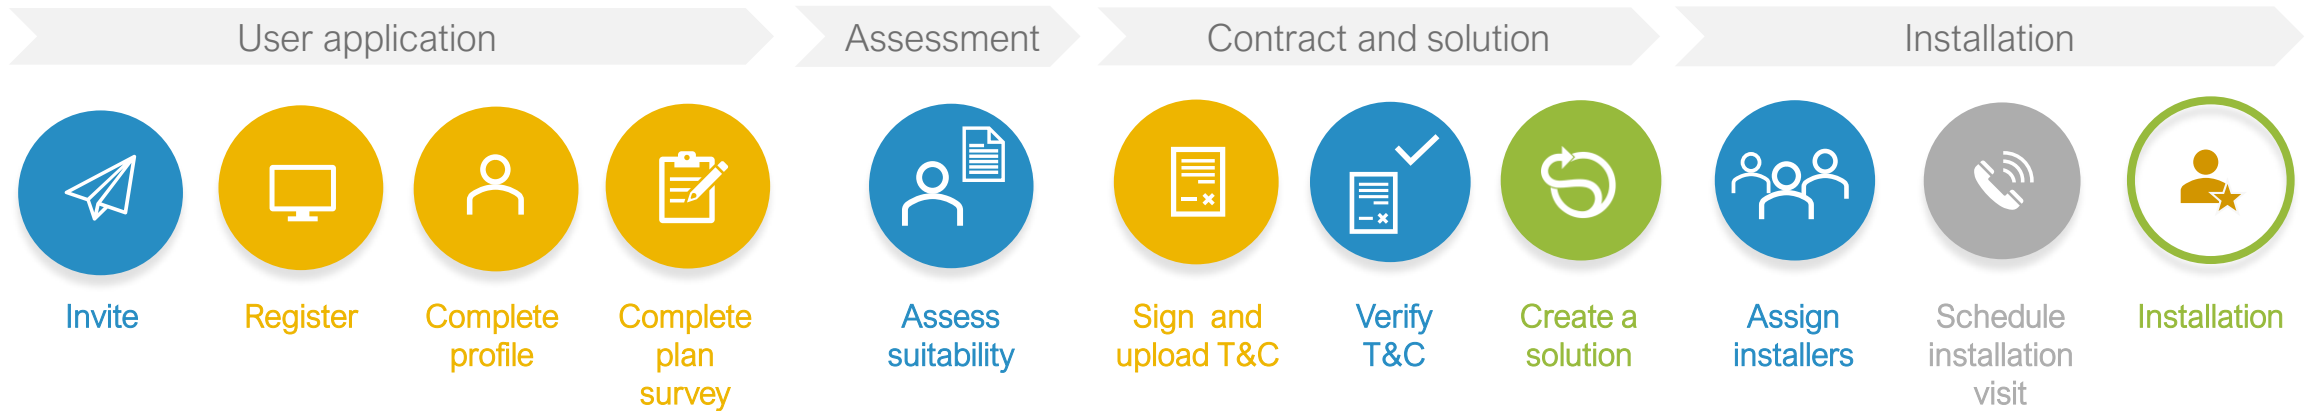 User application
Assessment
Contract and solution
Installation
Invite
Register
Complete
profile
Complete
plan
survey
Assess
suitability
Sign and
upload T&C
Verify
T&C
Create a
solution
Assign
installers
Schedule
installation
visit
Installation